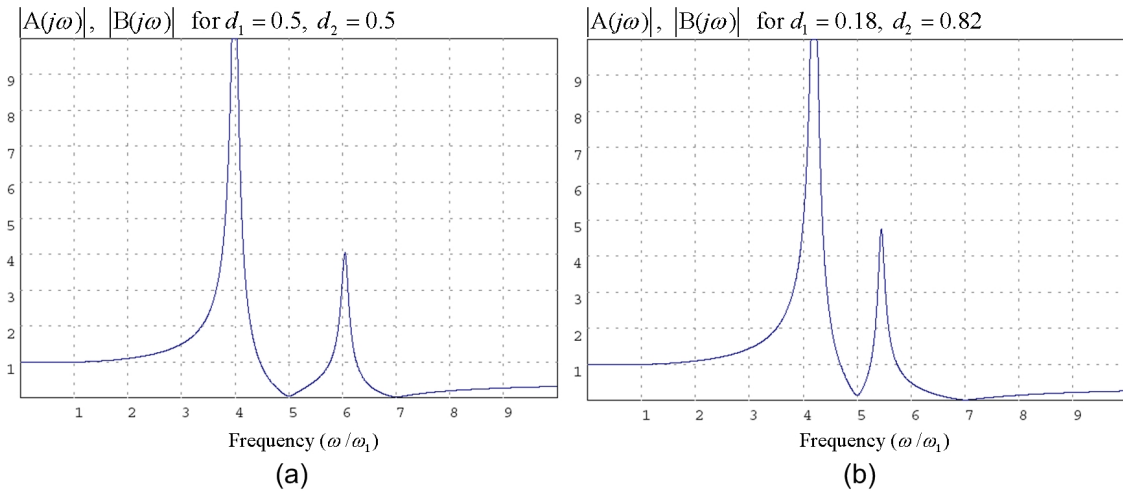 |A(jω)|, |B(jω)| for d₁ = 0.5, d₂ = 0.5
9
8
7
6
5
4
3
2
1
1 2 3 4 5 6 7 8 9
Frequency (ω/ω₁)
(a)
|A(jω)|, |B(jω)| for d₁ = 0.18, d₂ = 0.82
9
8
7
6
5
4
3
2
1
1 2 3 4 5 6 7 8 9
Frequency (ω/ω₁)
(b)